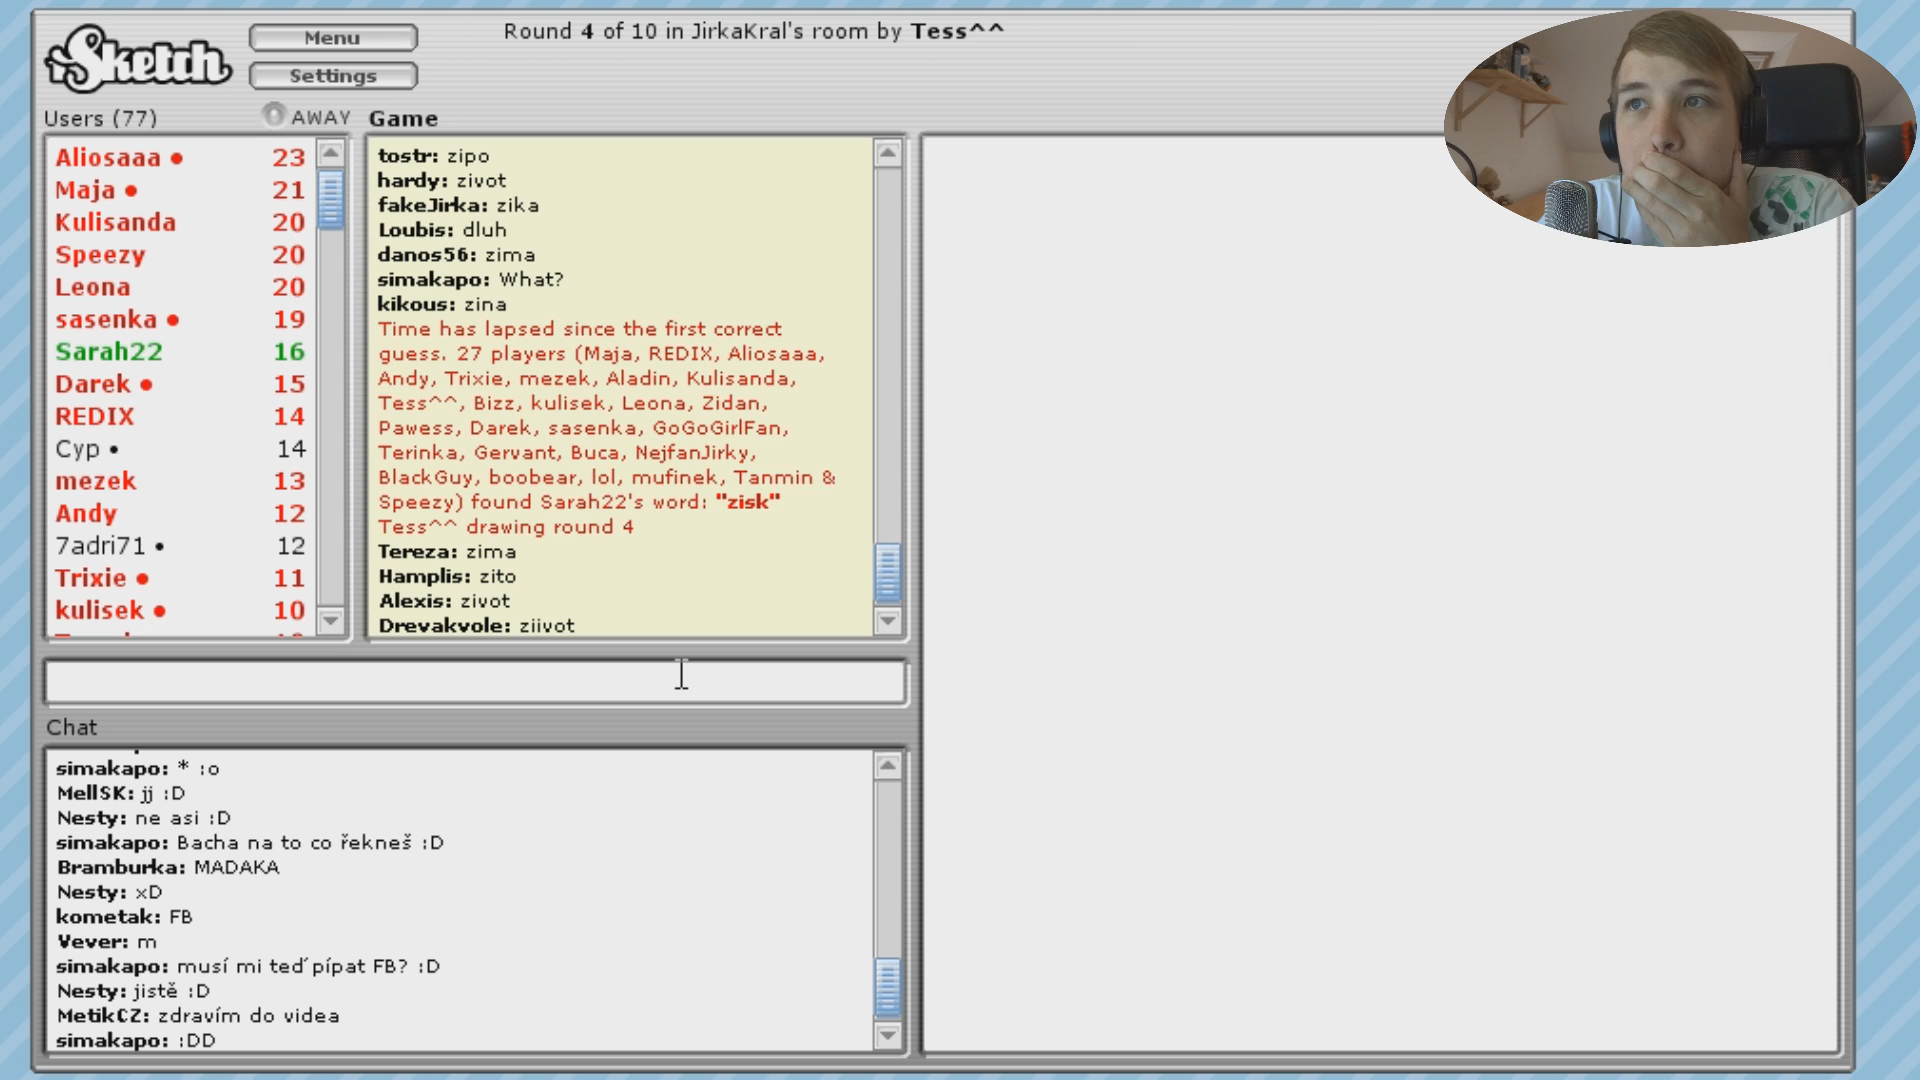 iSketch
Menu
Settings
Round 4 of 10 in JirkaKral's room by Tess^^
Users (77)
AWAY
Game
Aliosaaa • 23
Maja • 21
Kulisanda 20
Speezy 20
Leona 20
sasenka • 19
Sarah22 16
Darek • 15
REDIX 14
Cyp • 14
mezek 13
Andy 12
7adri71 • 12
Trixie • 11
kulisek • 10
tostr: zipo
hardy: zivot
fakeJirka: zika
Loubis: dluh
danos56: zima
simakapo: What?
kikous: zina
Time has lapsed since the first correct
guess. 27 players (Maja, REDIX, Aliosaaa,
Andy, Trixie, mezek, Aladin, Kulisanda,
Tess^^, Bizz, kulisek, Leona, Zidan,
Pawess, Darek, sasenka, GoGoGirlFan,
Terinka, Gervant, Buca, NejfanJirky,
BlackGuy, boobear, lol, mufinek, Tanmin &
Speezy) found Sarah22's word: "zisk"
Tess^^ drawing round 4
Tereza: zima
Hamplis: zito
Alexis: zivot
Drevakvole: ziivot
Chat
simakapo: * :o
MellSK: jj :D
Nesty: ne asi :D
simakapo: Bacha na to co řekneš :D
Bramburka: MADAKA
Nesty: xD
kometak: FB
Vever: m
simakapo: musí mi teď pípat FB? :D
Nesty: jistě :D
MetikCZ: zdravím do videa
simakapo: :DD